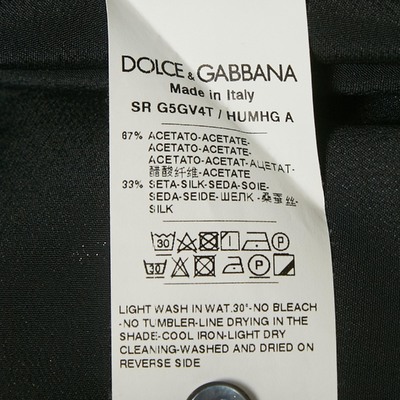 DOLCE & GABBANA
Made in Italy
SR G5GV4T / HUMHG A
67% ACETATO-ACETATE-
ACETATO-ACETATE-
ACETATO-ACETAT-АЦЕТАТ-
醋酸纤维-ACETATE
33% SETA-SILK-SEDA-SOIE-
SEDA-SEIDE-ШЕЛК -桑蚕丝-
SILK
30 P
30 P
LIGHT WASH IN WAT.30°-NO BLEACH
-NO TUMBLER-LINE DRYING IN THE
SHADE-COOL IRON-LIGHT DRY
CLEANING-WASHED AND DRIED ON
REVERSE SIDE